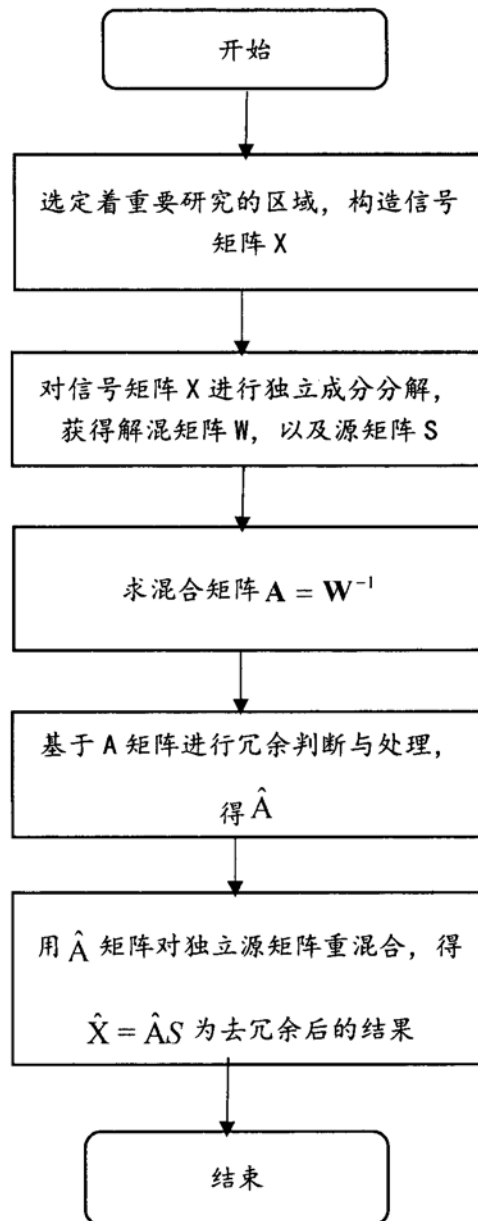 开始
选定着重要研究的区域，构造信号
矩阵 X
对信号矩阵 X 进行独立成分分解，
获得解混矩阵 W，以及源矩阵 S
求混合矩阵 A = W⁻¹
基于 A 矩阵进行冗余判断与处理，
得 Â
用 Â 矩阵对独立源矩阵重混合，得
X̂ = ÂS 为去冗余后的结果
结束